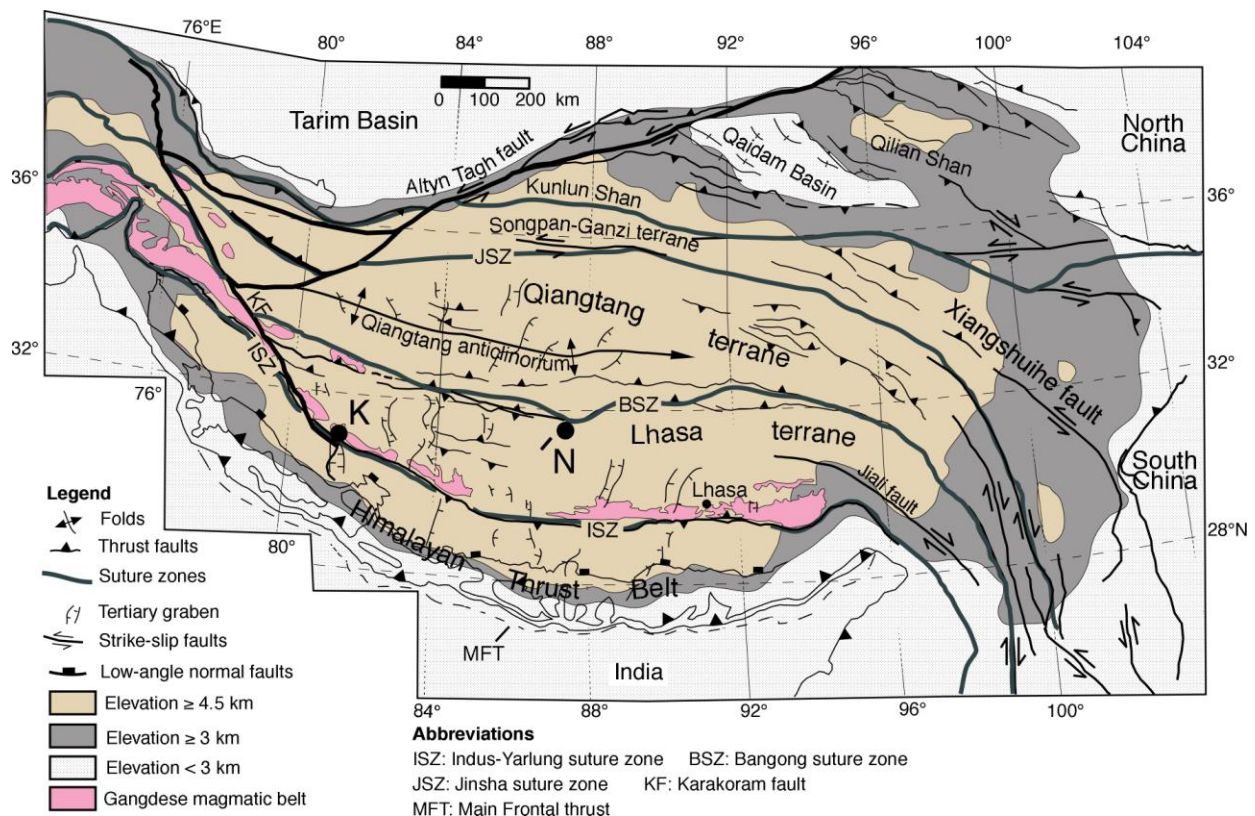 76°E
80°
84°
88°
92°
96°
100°
104°
0 100 200 km
Tarim Basin
North
China
Altyn Tagh fault
Qaidam Basin
Qilian Shan
36°
36°
Kunlun Shan
Songpan-Ganzi terrane
JSZ
Qiangtang
terrane
KF
Qiangtang anticlinorium
Xiangshuihe fault
32°
32°
ISZ
76°
BSZ
K
N
Lhasa
terrane
South
China
Lhasa
Jiali fault
ISZ
28°N
80°
Himalayan
Thrust
Belt
MFT
India
84°
88°
92°
96°
100°
Legend
Folds
Thrust faults
Suture zones
Tertiary graben
Strike-slip faults
Low-angle normal faults
Elevation ≥ 4.5 km
Elevation ≥ 3 km
Elevation < 3 km
Gangdese magmatic belt
Abbreviations
ISZ: Indus-Yarlung suture zone BSZ: Bangong suture zone
JSZ: Jinsha suture zone KF: Karakoram fault
MFT: Main Frontal thrust